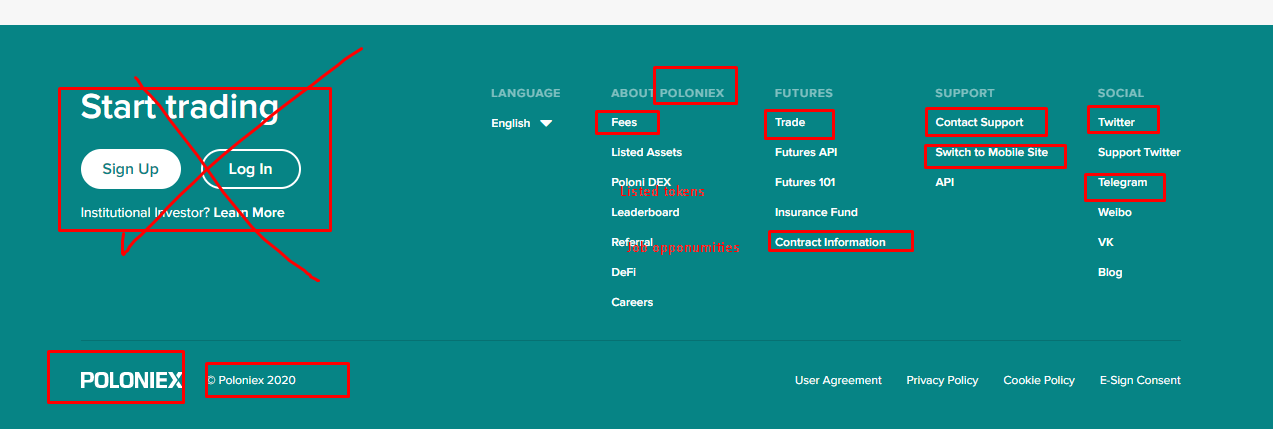 Start trading
Sign Up
Log In
Institutional Investor? Learn More
LANGUAGE
English
ABOUT POLONIEX
Fees
Listed Assets
Poloni DEX
listed tokens
Leaderboard
Referral
opportunities
DeFi
Careers
FUTURES
Trade
Futures API
Futures 101
Insurance Fund
Contract Information
SUPPORT
Contact Support
Switch to Mobile Site
API
SOCIAL
Twitter
Support Twitter
Telegram
Weibo
VK
Blog
POLONIEX
© Poloniex 2020
User Agreement
Privacy Policy
Cookie Policy
E-Sign Consent